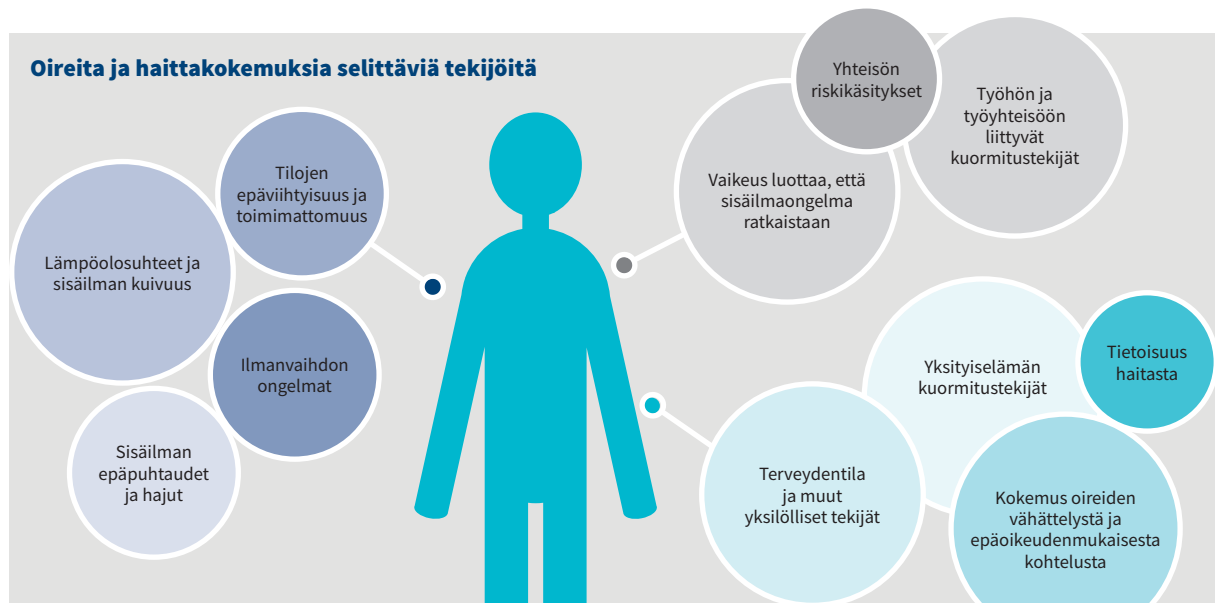 Oireita ja haittakokemuksia selittäviä tekijöitä
Tilojen
epäviihtyisuus ja
toimimattomuus
Lämpöolosuhteet ja
sisäilman kuivuus
Ilmanvaihdon
ongelmat
Sisäilman
epäpuhtaudet
ja hajut
Yhteisön
riskikäsitykset
Työhön ja
työyhteisöön
liittyvät
kuormitustekijät
Vaikeus luottaa, että
sisäilmaongelma
ratkaistaan
Yksityiselämän
kuormitustekijät
Tietoisuus
haitasta
Terveydentila
ja muut
yksilölliset tekijät
Kokemus oireiden
vähättelystä ja
epäoikeudenmukaisesta
kohtelusta